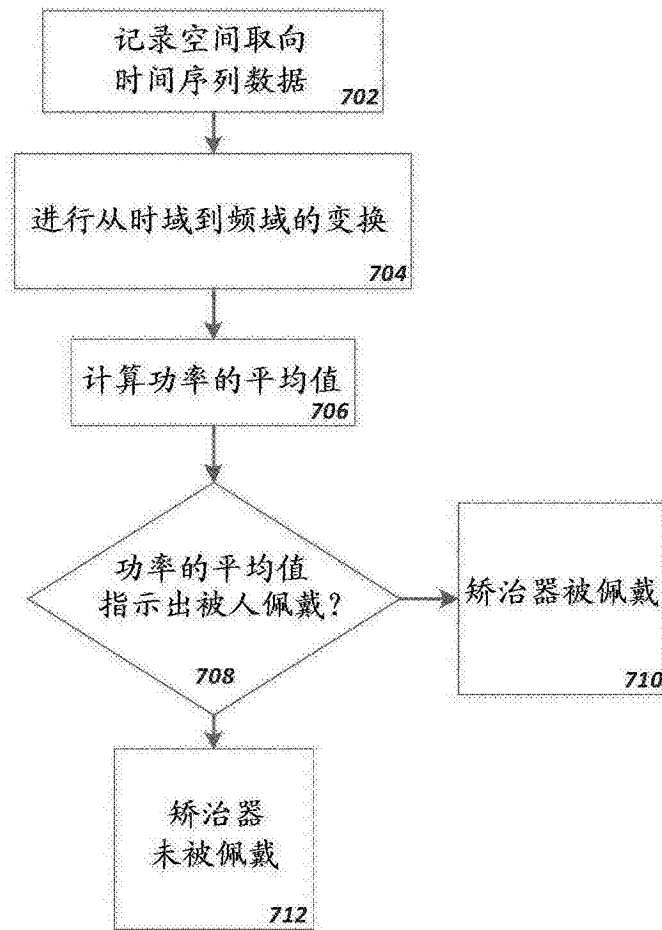 记录空间取向
时间序列数据
702
进行从时域到频域的变换
704
计算功率的平均值
706
功率的平均值
指示出被人佩戴?
708
矫治器被佩戴
710
矫治器
未被佩戴
712